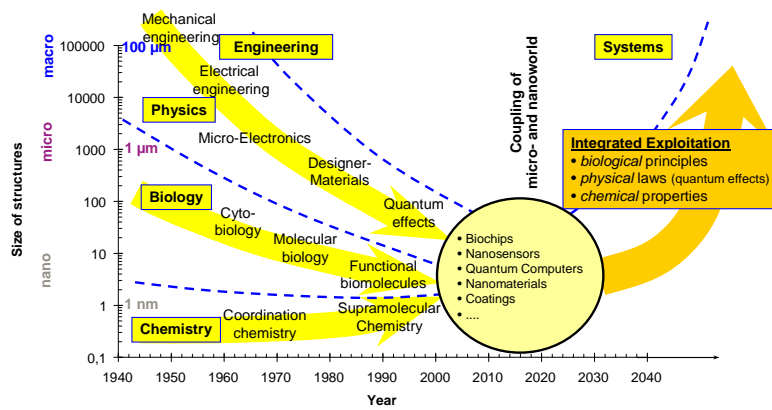 Mechanical
engineering
Engineering
Systems
macro
100000
100 µm
Electrical
engineering
10000
Physics
Coupling of
micro- and nanoworld
Size of structures
micro
1000
1 µm
Micro-Electronics
Designer-
Materials
Integrated Exploitation
• biological principles
• physical laws (quantum effects)
• chemical properties
100
Biology
Cyto-
biology
Quantum
effects
10
Molecular
biology
Functional
biomolecules
• Biochips
• Nanosensors
• Quantum Computers
• Nanomaterials
• Coatings
• ....
nano
1 nm
1
Supramolecular
Chemistry
Chemistry
Coordination
chemistry
0,1
1940 1950 1960 1970 1980 1990 2000 2010 2020 2030 2040
Year